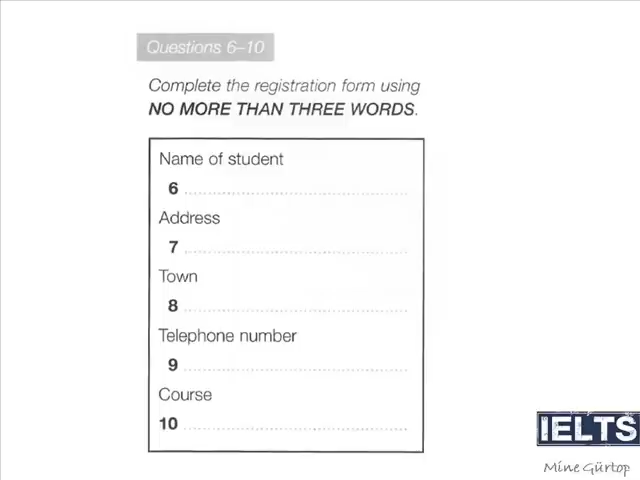 Questions 6–10
Complete the registration form using
NO MORE THAN THREE WORDS.
Name of student
6 ........................................
Address
7 ........................................
Town
8 ........................................
Telephone number
9 ........................................
Course
10 ........................................
IELTS
Mine Gürtop